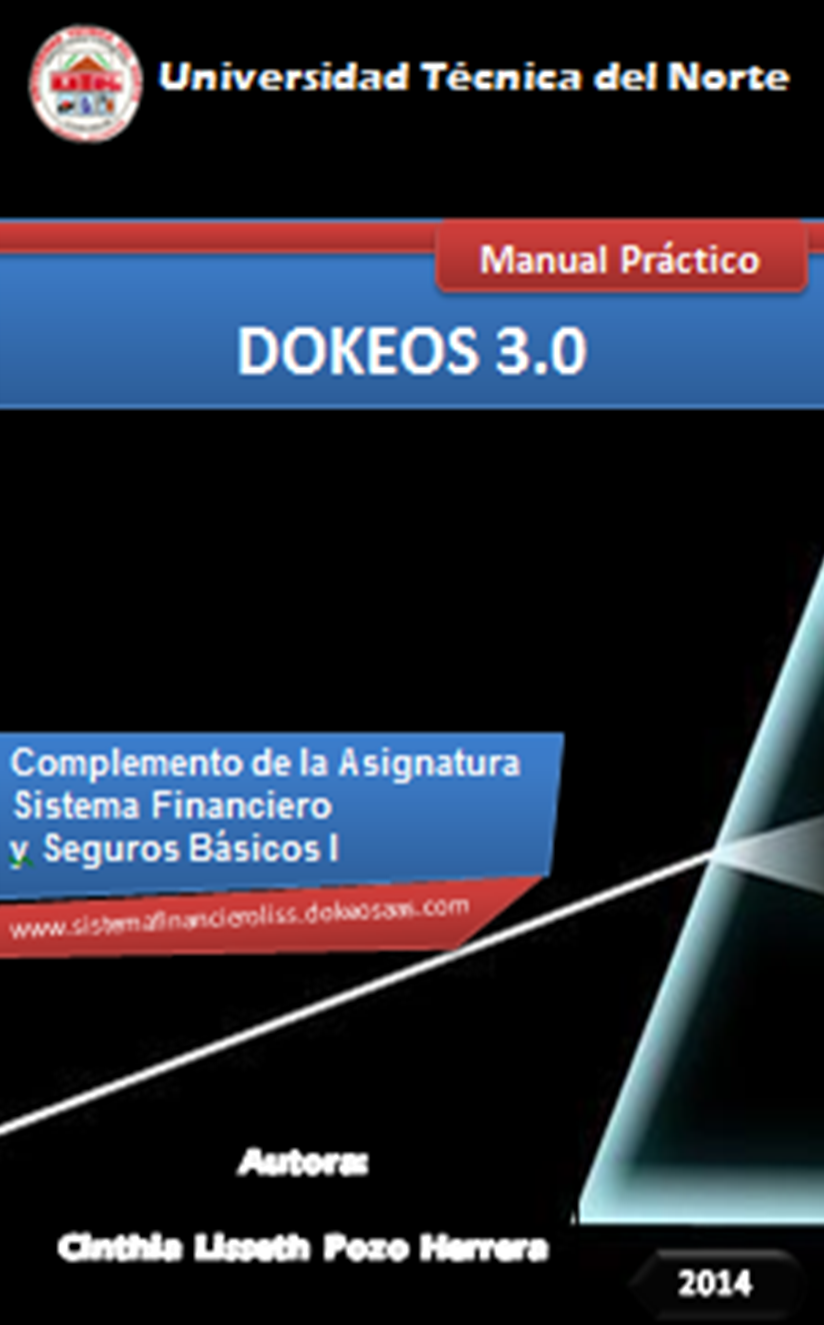 Universidad Técnica del Norte
Manual Práctico
DOKEOS 3.0
Complemento de la Asignatura
Sistema Financiero
y Seguros Básicos I
www.sistemafinancieroliss.dokeosaas.com
Autora:
Cinthia Lisseth Pozo Herrera
2014